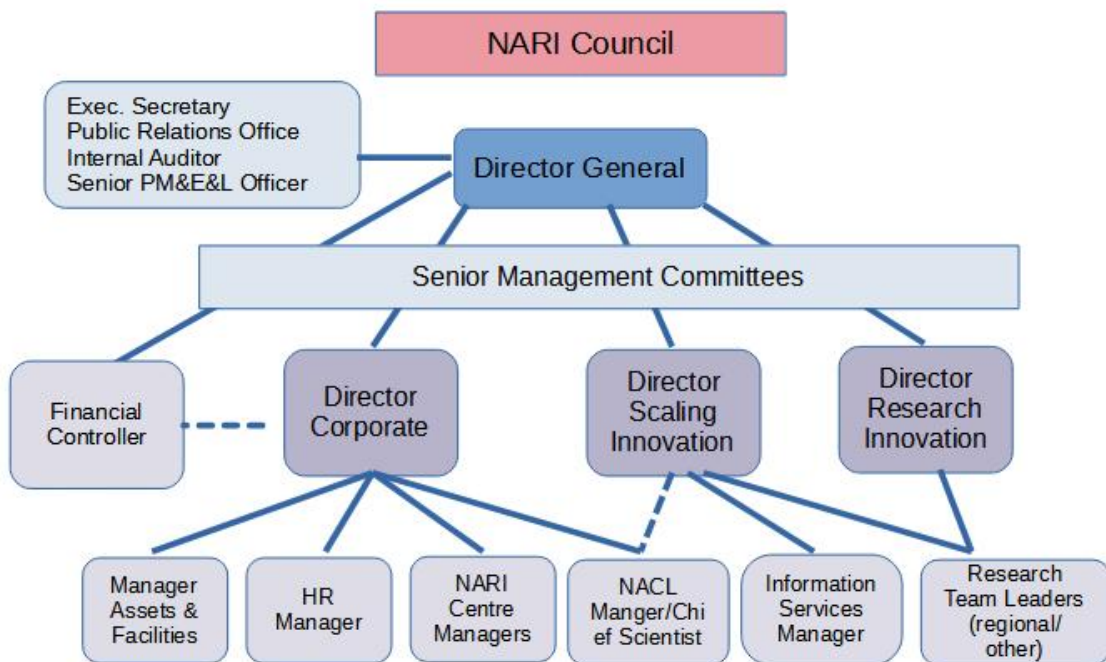 NARI Council
Exec. Secretary
Public Relations Office
Internal Auditor
Senior PM&E&L Officer
Director General
Senior Management Committees
Financial
Controller
Director
Corporate
Director
Scaling
Innovation
Director
Research
Innovation
Manager
Assets &
Facilities
HR
Manager
NARI
Centre
Managers
NACL
Manger/Chi
ef Scientist
Information
Services
Manager
Research
Team Leaders
(regional/
other)